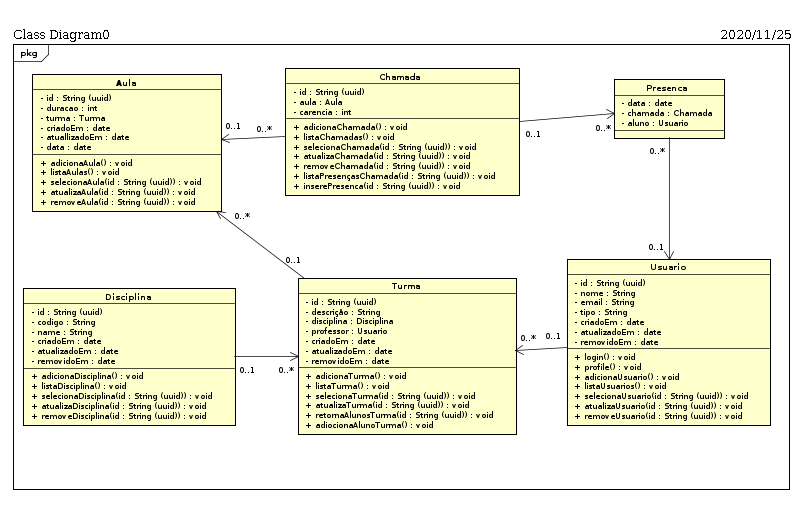 Class Diagram0
2020/11/25
pkg
Aula
- id : String (uuid)
- duracao : int
- turma : Turma
- criadoEm : date
- atuallizadoEm : date
- data : date
+ adicionaAula() : void
+ listaAulas() : void
+ selecionaAula(id : String (uuid)) : void
+ atualizaAula(id : String (uuid)) : void
+ removeAula(id : String (uuid)) : void
0..1
0..*
Chamada
- id : String (uuid)
- aula : Aula
- carencia : int
+ adicionaChamada() : void
+ listaChamadas() : void
+ selecionaChamada(id : String (uuid)) : void
+ atualizaChamada(id : String (uuid)) : void
+ removeChamada(id : String (uuid)) : void
+ listaPresençasChamada(id : String (uuid)) : void
+ inserePresenca(id : String (uuid)) : void
0..1
0..*
Presenca
- data : date
- chamada : Chamada
- aluno : Usuario
0..*
0..1
0..*
0..1
Disciplina
- id : String (uuid)
- codigo : String
- name : String
- criadoEm : date
- atualizadoEm : date
- removidoEm : date
+ adicionaDisciplina() : void
+ listaDisciplina() : void
+ selecionaDisciplina(id : String (uuid)) : void
+ atualizaDisciplina(id : String (uuid)) : void
+ removeDisciplina(id : String (uuid)) : void
0..1
0..*
Turma
- id : String (uuid)
- descrição : String
- disciplina : Disciplina
- professor : Usuario
- criadoEm : date
- atualizadoEm : date
- removidoEm : date
+ adicionaTurma() : void
+ listaTurma() : void
+ selecionaTurma(id : String (uuid)) : void
+ atualizaTurma(id : String (uuid)) : void
+ retornaAlunosTurma(id : String (uuid)) : void
+ adiocionaAlunoTurma() : void
0..*
0..1
Usuario
- id : String (uuid)
- nome : String
- email : String
- tipo : String
- criadoEm : date
- atualizadoEm : date
- removidoEm : date
+ login() : void
+ profile() : void
+ adicionaUsuario() : void
+ listaUsuarios() : void
+ selecionaUsuario(id : String (uuid)) : void
+ atualizaUsuario(id : String (uuid)) : void
+ removeUsuario(id : String (uuid)) : void